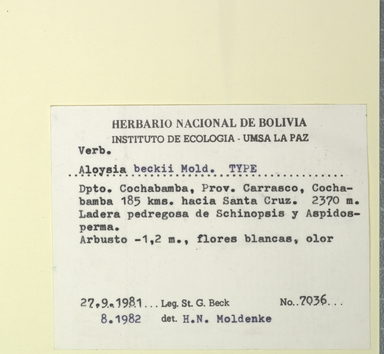 HERBARIO NACIONAL DE BOLIVIA
INSTITUTO DE ECOLOGIA - UMSA LA PAZ
Verb.
Aloysia beckii Mold. TYPE
Dpto. Cochabamba, Prov. Carrasco, Cocha-
bamba 185 kms. hacia Santa Cruz. 2370 m.
Ladera pedregosa de Schinopsis y Aspidos-
perma.
Arbusto -1,2 m., flores blancas, olor
27.9.1981... Leg. St. G. Beck No..7036...
8.1982 det. H.N. Moldenke